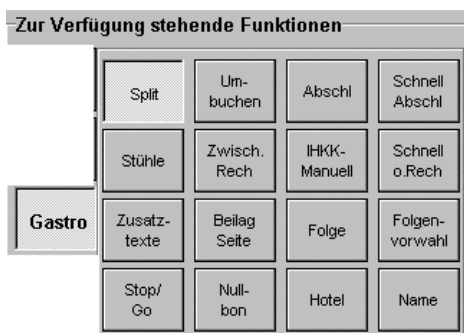 Zur Verfügung stehende Funktionen
Split
Um-
buchen
Abschl
Schnell
Abschl
Stühle
Zwisch.
Rech
IHKK-
Manuell
Schnell
o.Rech
Gastro
Zusatz-
texte
Beilag
Seite
Folge
Folgen-
vorwahl
Stop/
Go
Null-
bon
Hotel
Name